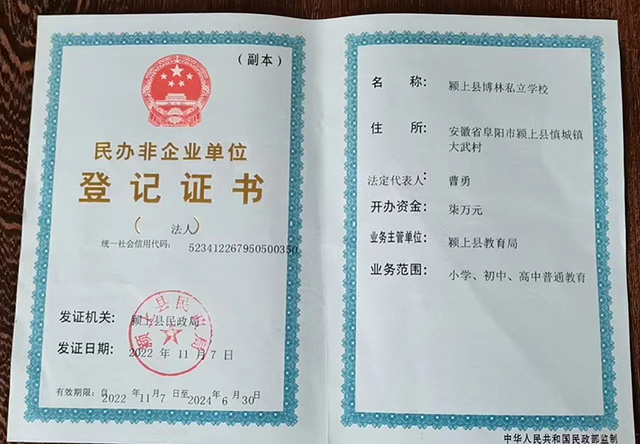 (副本)
民办非企业单位
登记证书
( 法人)
统一社会信用代码: 523412267950500350
发证机关: 颍上县民政局
发证日期: 2022 年 11 月 7 日
有效期限:自 2022 年 11 月 7 日至 2024 年 6 月 30 日
名 称: 颍上县博林私立学校
住 所: 安徽省阜阳市颍上县慎城镇
大武村
法定代表人: 曹勇
开办资金: 柒万元
业务主管单位: 颍上县教育局
业务范围: 小学、初中、高中普通教育
中华人民共和国民政部监制